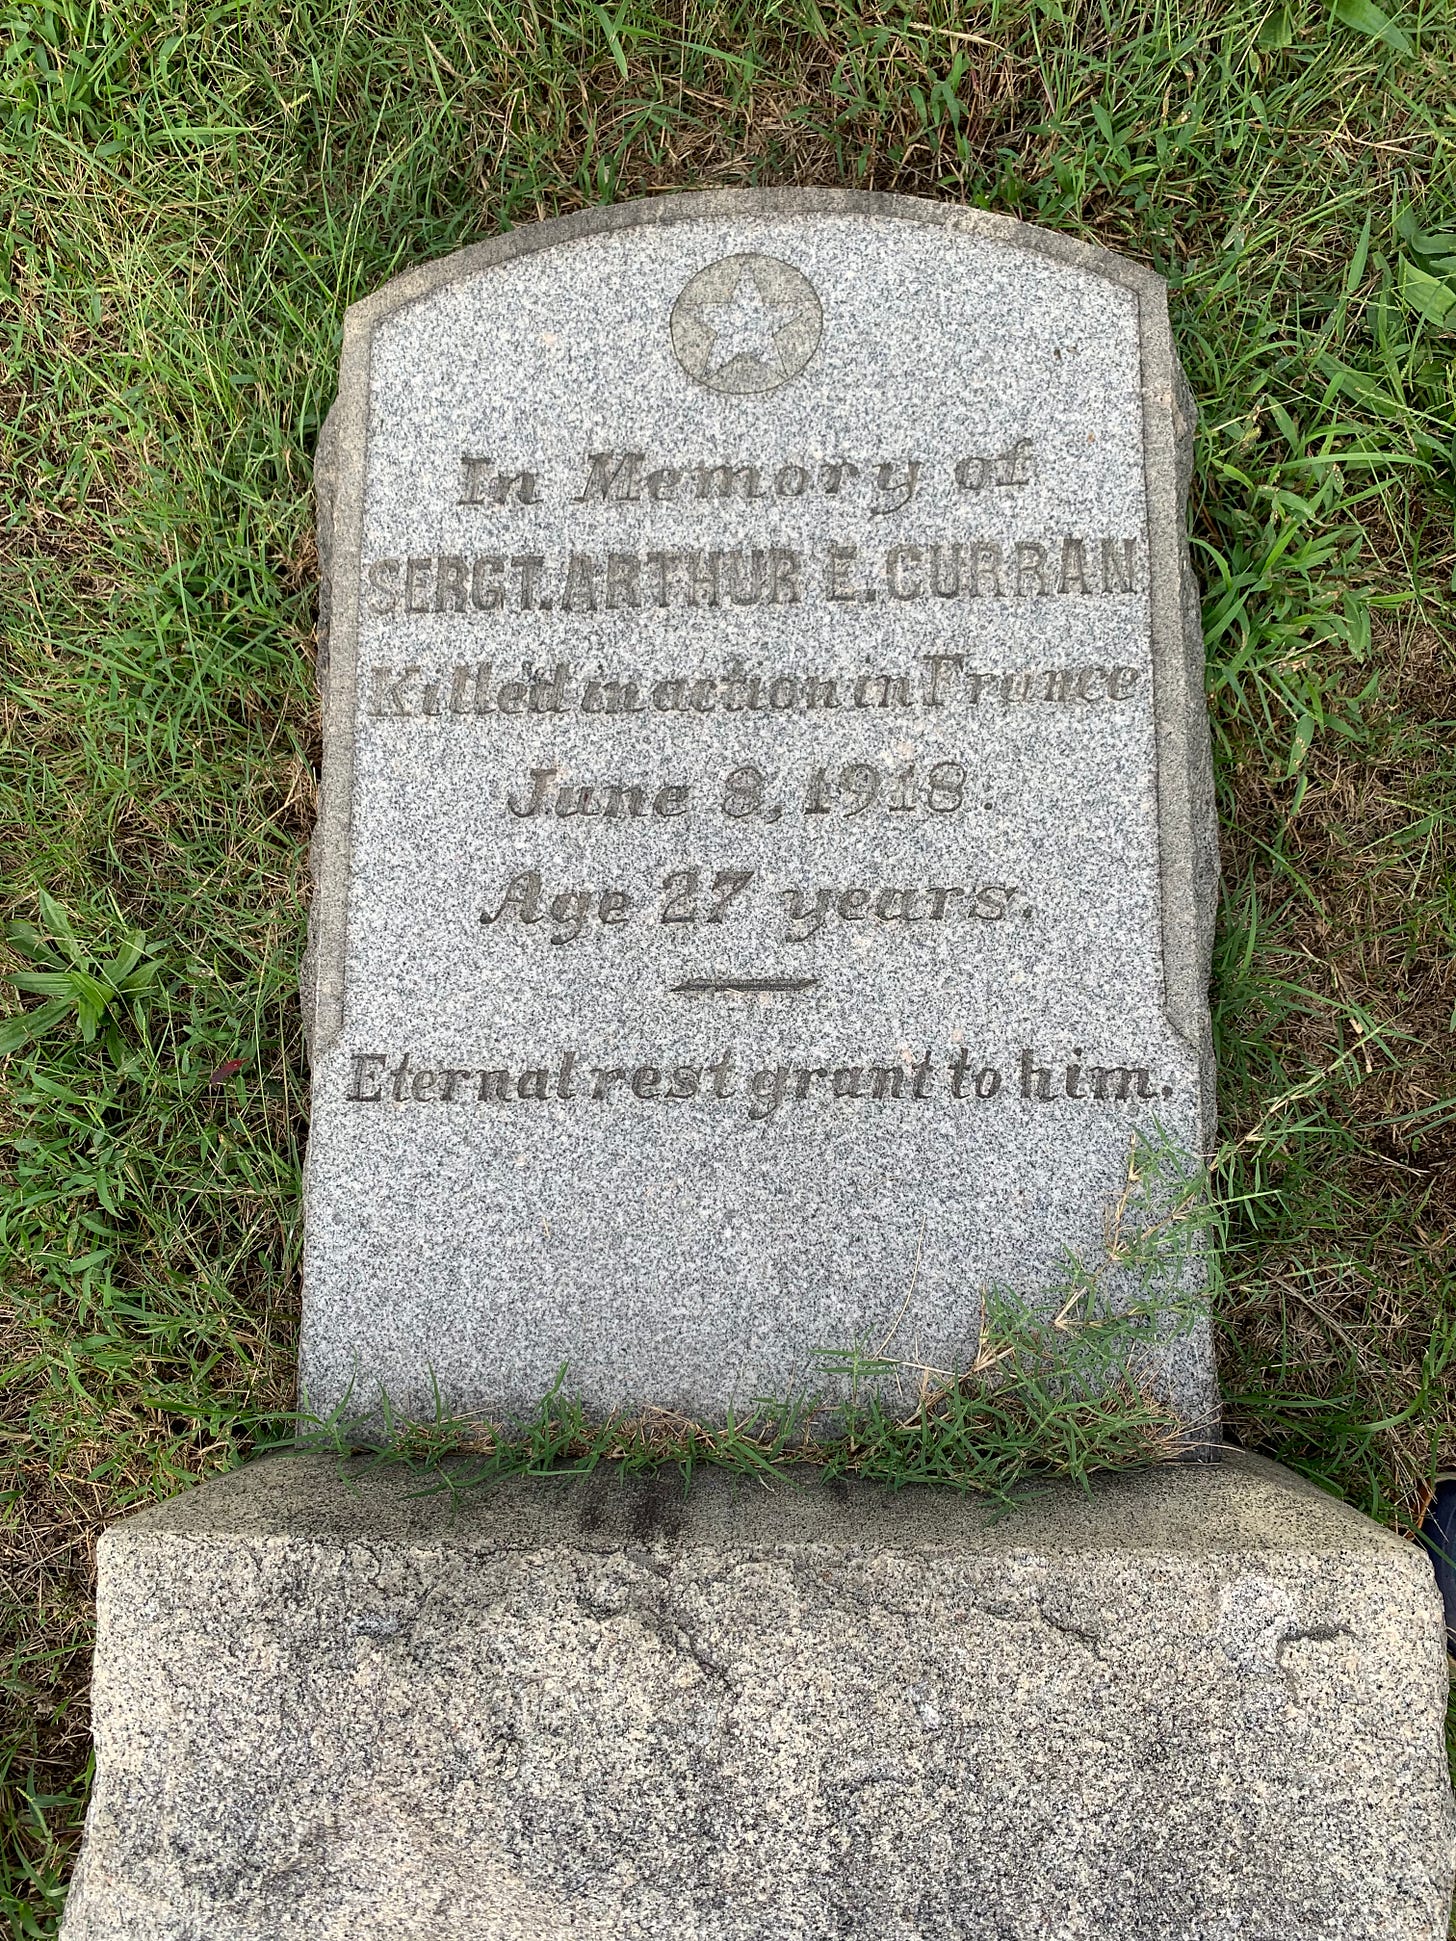 In Memory of
SERGT. ARTHUR E. CURRAN
Killed in action in France
June 8, 1918.
Age 27 years.
Eternal rest grant to him.